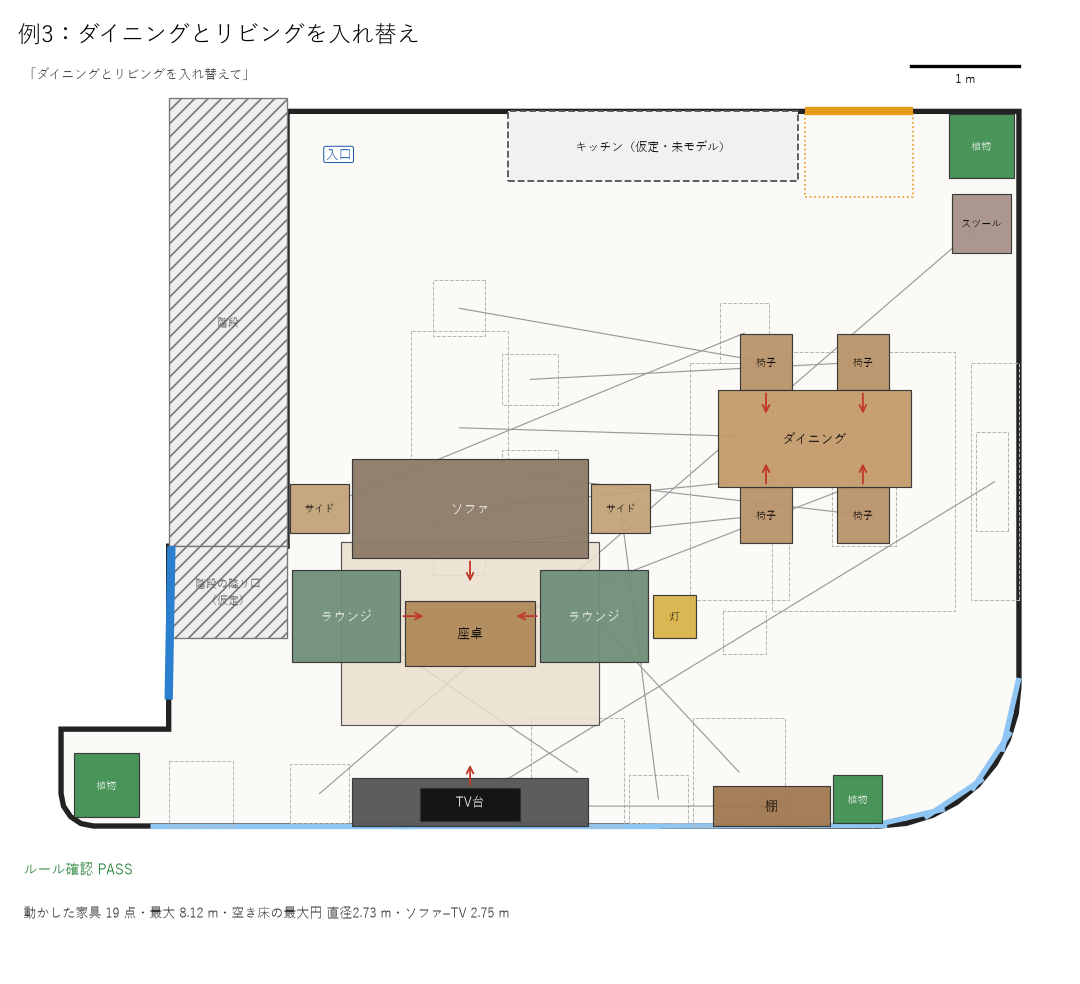 例3：ダイニングとリビングを入れ替え
「ダイニングとリビングを入れ替えて」
1 m
入口
キッチン（仮定・未モデル）
植物
スツール
階段
椅子
椅子
ダイニング
サイド
ソファ
サイド
椅子
椅子
階段の降り口
（仮定）
ラウンジ
座卓
ラウンジ
灯
植物
TV台
棚
植物
ルール確認 PASS
動かした家具 19 点・最大 8.12 m・空き床の最大円 直径2.73 m・ソファ–TV 2.75 m